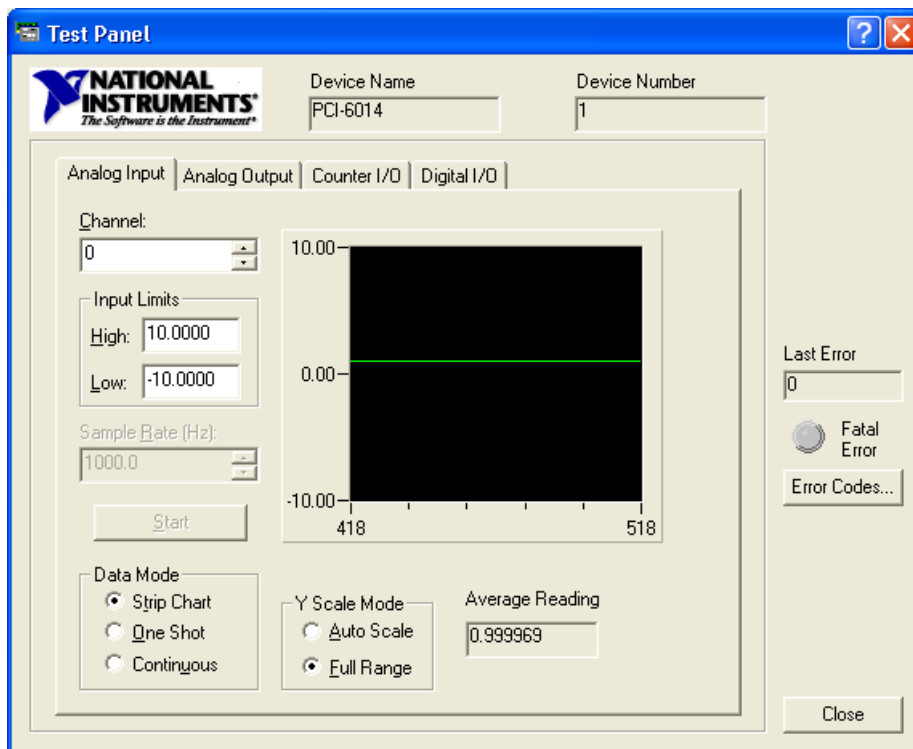 Test Panel
NATIONAL
INSTRUMENTS®
The Software is the Instrument®
Device Name
PCI-6014
Device Number
1
Analog Input
Analog Output
Counter I/O
Digital I/O
Channel:
0
Input Limits
High: 10.0000
Low: -10.0000
Sample Rate (Hz):
1000.0
Start
10.00
0.00
-10.00
418
518
Data Mode
Strip Chart
One Shot
Continuous
Y Scale Mode
Auto Scale
Full Range
Average Reading
0.999969
Last Error
0
Fatal
Error
Error Codes...
Close